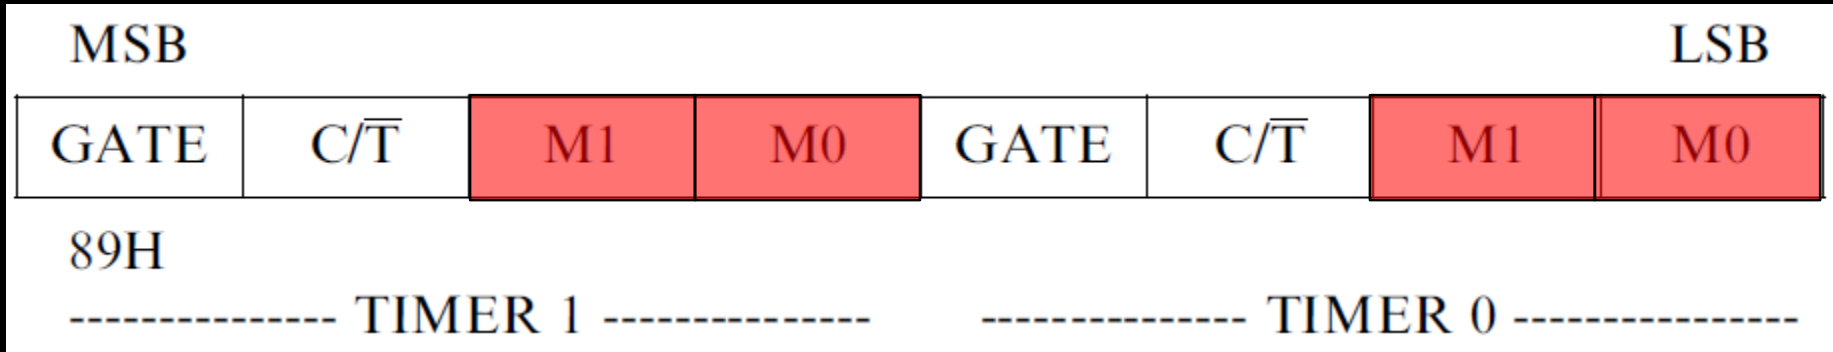 MSB LSB
GATE C/T̅ M1 M0 GATE C/T̅ M1 M0
89H
--------------- TIMER 1 --------------- --------------- TIMER 0 ----------------